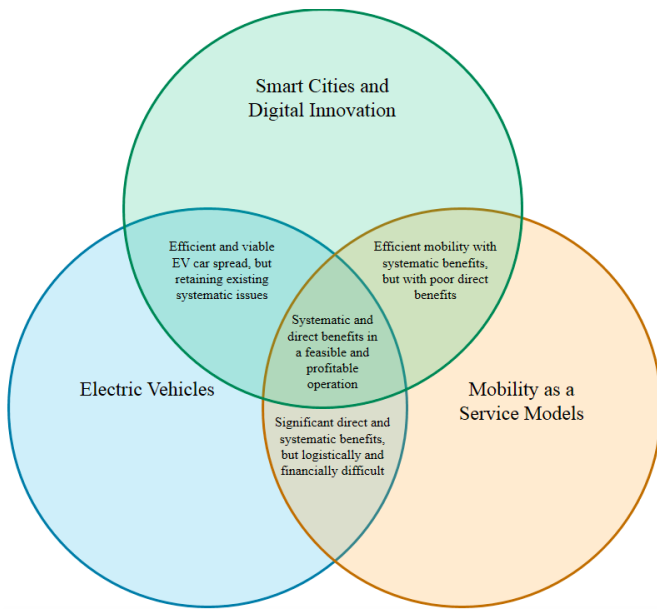 Smart Cities and
Digital Innovation
Efficient and viable
EV car spread, but
retaining existing
systematic issues
Efficient mobility with
systematic benefits,
but with poor direct
benefits
Systematic and
direct benefits in
a feasible and
profitable
operation
Electric Vehicles
Mobility as a
Service Models
Significant direct and
systematic benefits,
but logistically and
financially difficult